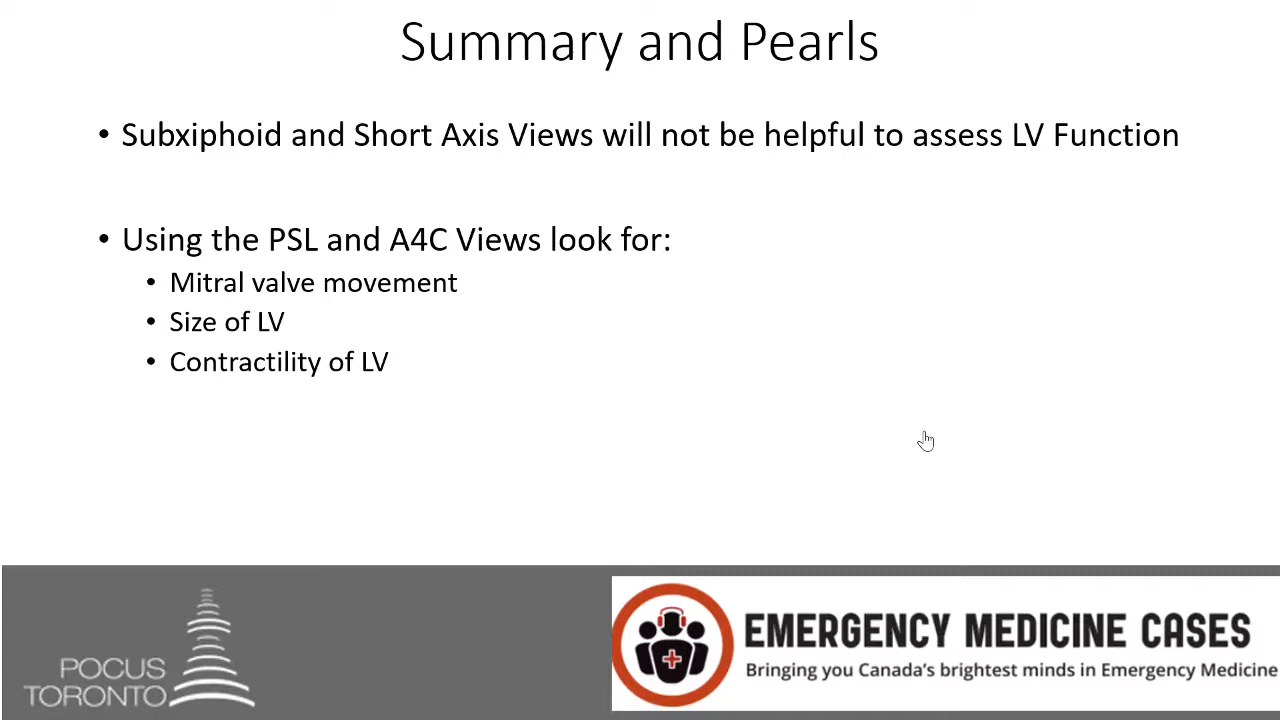 Summary and Pearls
• Subxiphoid and Short Axis Views will not be helpful to assess LV Function
• Using the PSL and A4C Views look for:
• Mitral valve movement
• Size of LV
• Contractility of LV
POCUS
TORONTO
EMERGENCY MEDICINE CASES
Bringing you Canada's brightest minds in Emergency Medicine